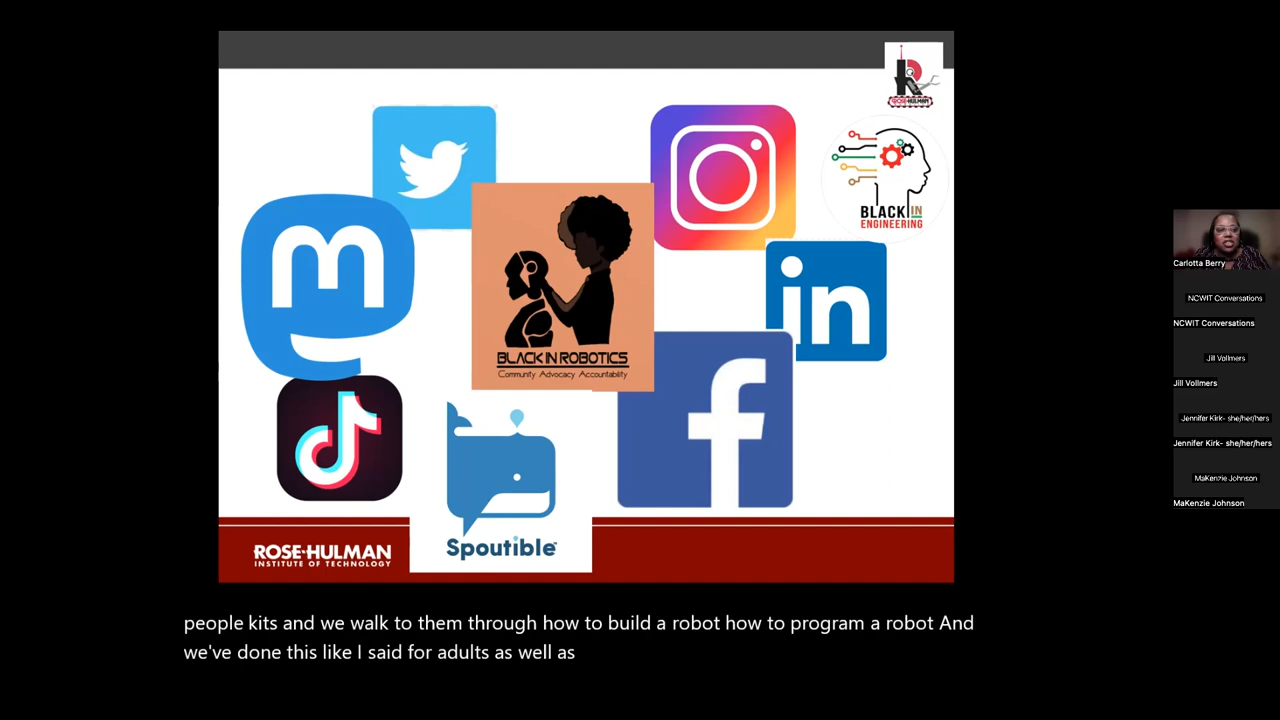 ROSE-HULMAN
BLACK IN
ENGINEERING
m
in
BLACK IN ROBOTICS
Community Advocacy Accountability
f
Spoutible™
ROSE-HULMAN
INSTITUTE OF TECHNOLOGY
people kits and we walk to them through how to build a robot how to program a robot And
we've done this like I said for adults as well as
Carlotta Berry
NCWIT Conversations
NCWIT Conversations
Jill Vollmers
Jill Vollmers
Jennifer Kirk- she/her/hers
Jennifer Kirk- she/her/hers
MaKenzie Johnson
MaKenzie Johnson